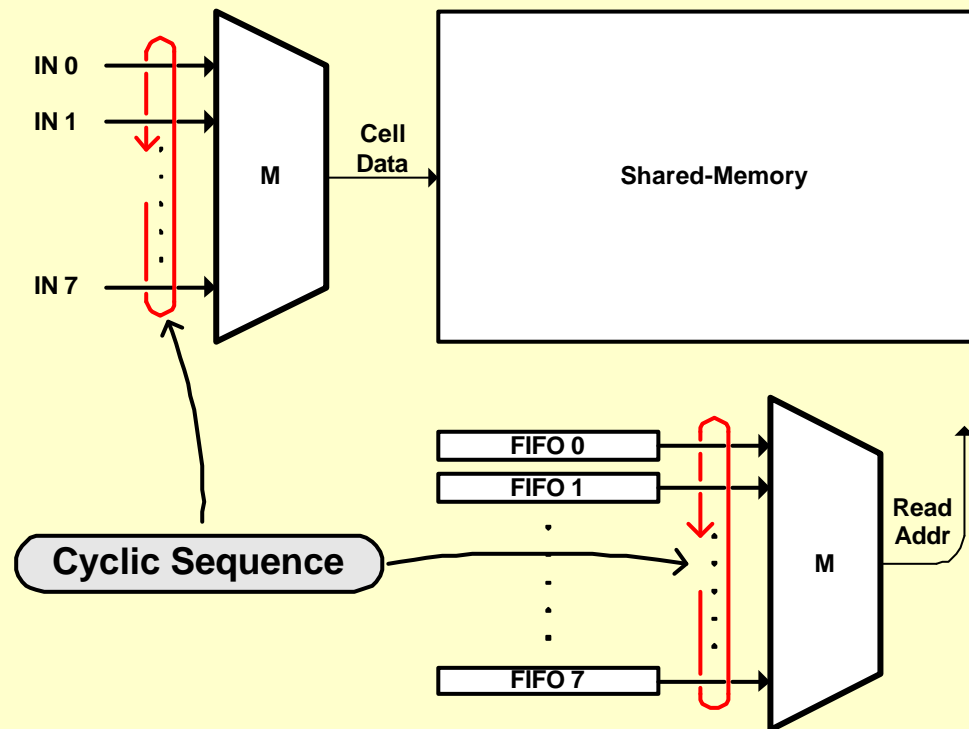 IN 0
IN 1
IN 7
M
Cell
Data
Shared-Memory
FIFO 0
FIFO 1
FIFO 7
M
Read
Addr
Cyclic Sequence